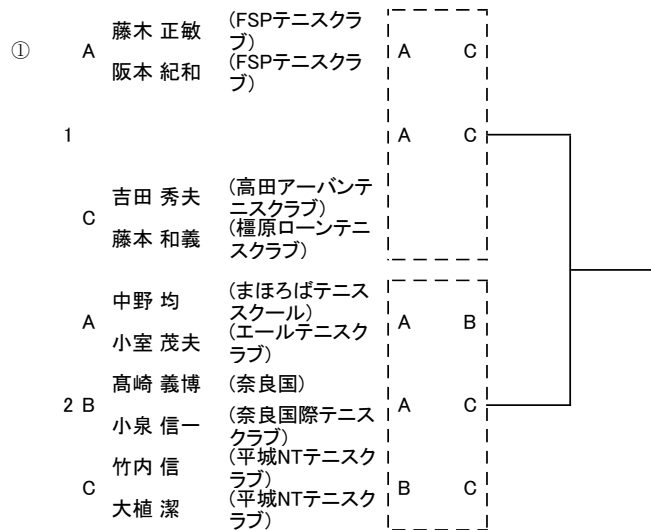 ① A 藤木 正敏 (FSPテニスクラブ) A C
阪本 紀和 (FSPテニスクラブ)
1 A C
C 吉田 秀夫 (高田アーバンテニスクラブ)
藤本 和義 (橿原ローンテニスクラブ)
A 中野 均 (まほろばテニススクール) A B
小室 茂夫 (エールテニスクラブ)
2 B 髙崎 義博 (奈良国) A C
小泉 信一 (奈良国際テニスクラブ)
C 竹内 信 (平城NTテニスクラブ) B C
大植 潔 (平城NTテニスクラブ)